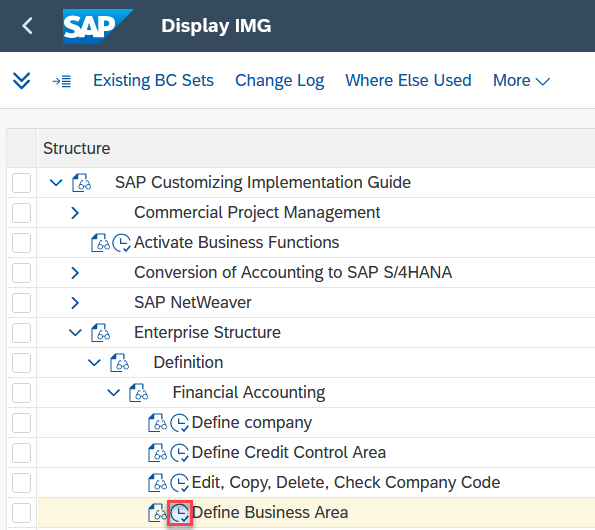 SAP Display IMG
Existing BC Sets Change Log Where Else Used More
Structure
SAP Customizing Implementation Guide
Commercial Project Management
Activate Business Functions
Conversion of Accounting to SAP S/4HANA
SAP NetWeaver
Enterprise Structure
Definition
Financial Accounting
Define company
Define Credit Control Area
Edit, Copy, Delete, Check Company Code
Define Business Area